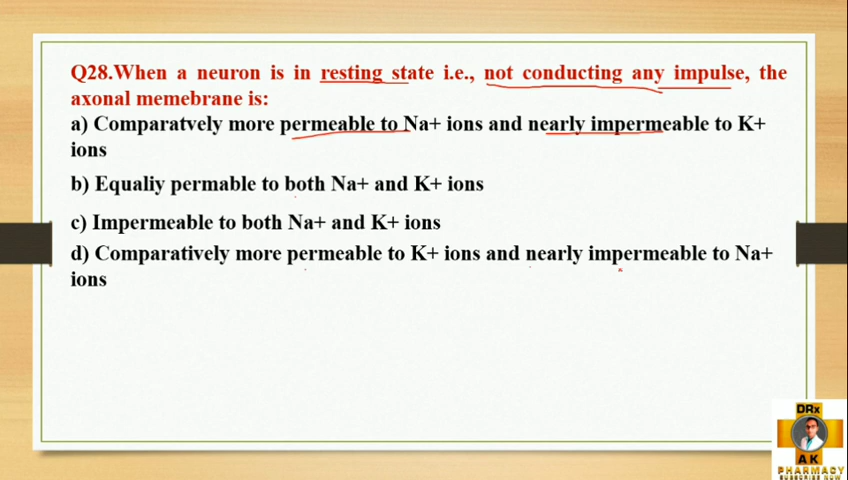 Q28.When a neuron is in resting state i.e., not conducting any impulse, the
axonal memebrane is:
a) Comparatvely more permeable to Na+ ions and nearly impermeable to K+
ions
b) Equaliy permable to both Na+ and K+ ions
c) Impermeable to both Na+ and K+ ions
d) Comparatively more permeable to K+ ions and nearly impermeable to Na+
ions
DRx
A K
PHARMACY
SUBSCRIBE NOW